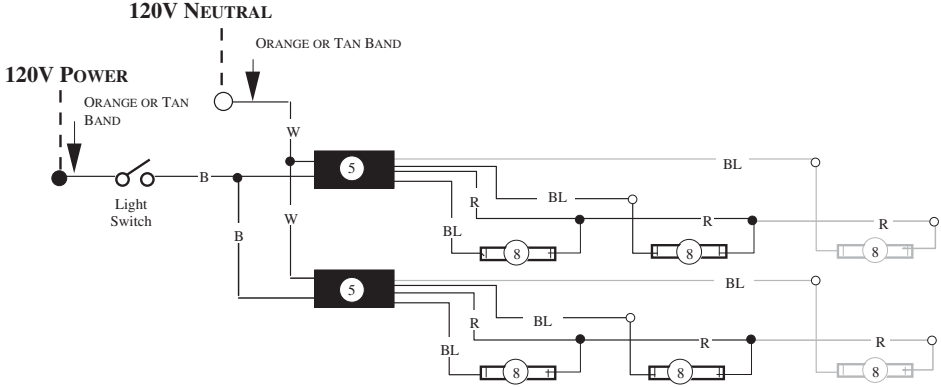 120V NEUTRAL
ORANGE OR TAN BAND
120V POWER
ORANGE OR TAN
BAND
W
5
BL
B
Light
Switch
R
BL
R
R
W
B
BL
8
8
8
5
BL
R
BL
R
R
BL
8
8
8